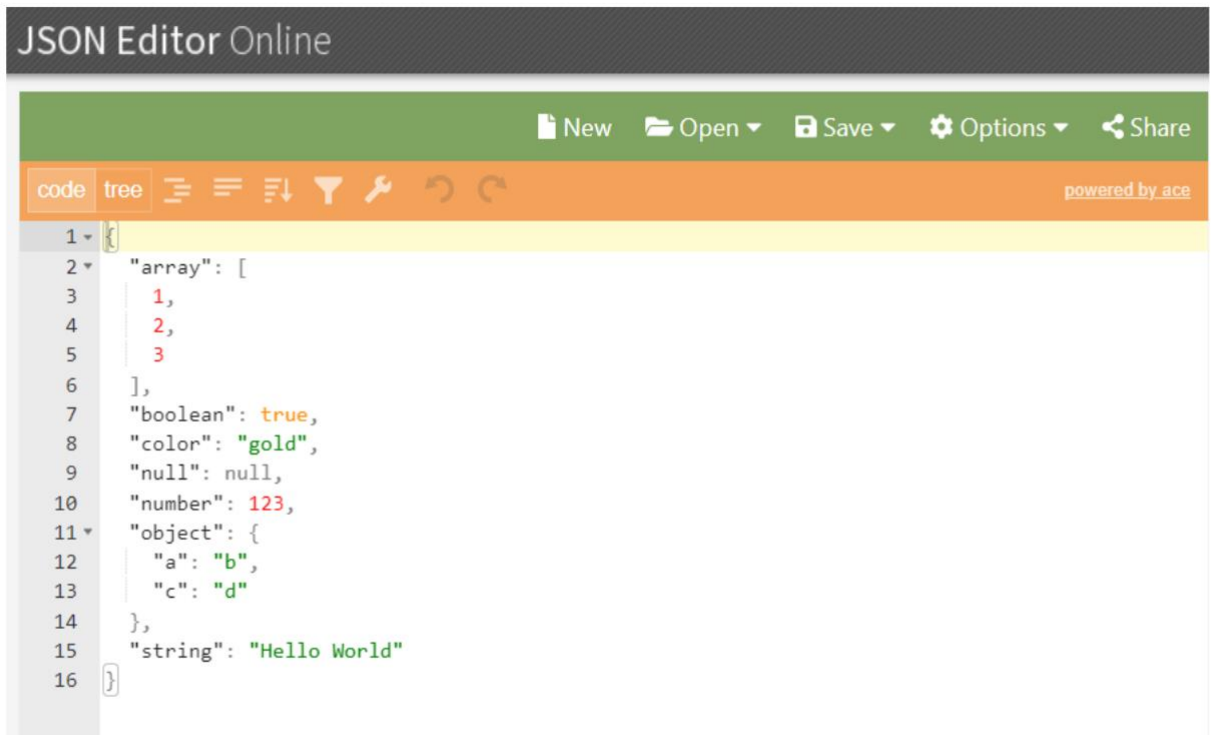 JSON Editor Online
New Open Save Options Share
code tree powered by ace
1 {
2 "array": [
3 1,
4 2,
5 3
6 ],
7 "boolean": true,
8 "color": "gold",
9 "null": null,
10 "number": 123,
11 "object": {
12 "a": "b",
13 "c": "d"
14 },
15 "string": "Hello World"
16 }